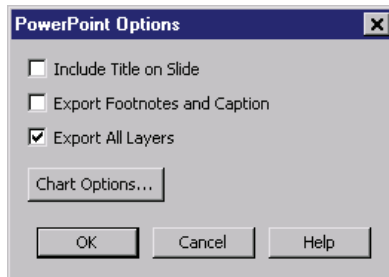 PowerPoint Options
Include Title on Slide
Export Footnotes and Caption
Export All Layers
Chart Options...
OK Cancel Help